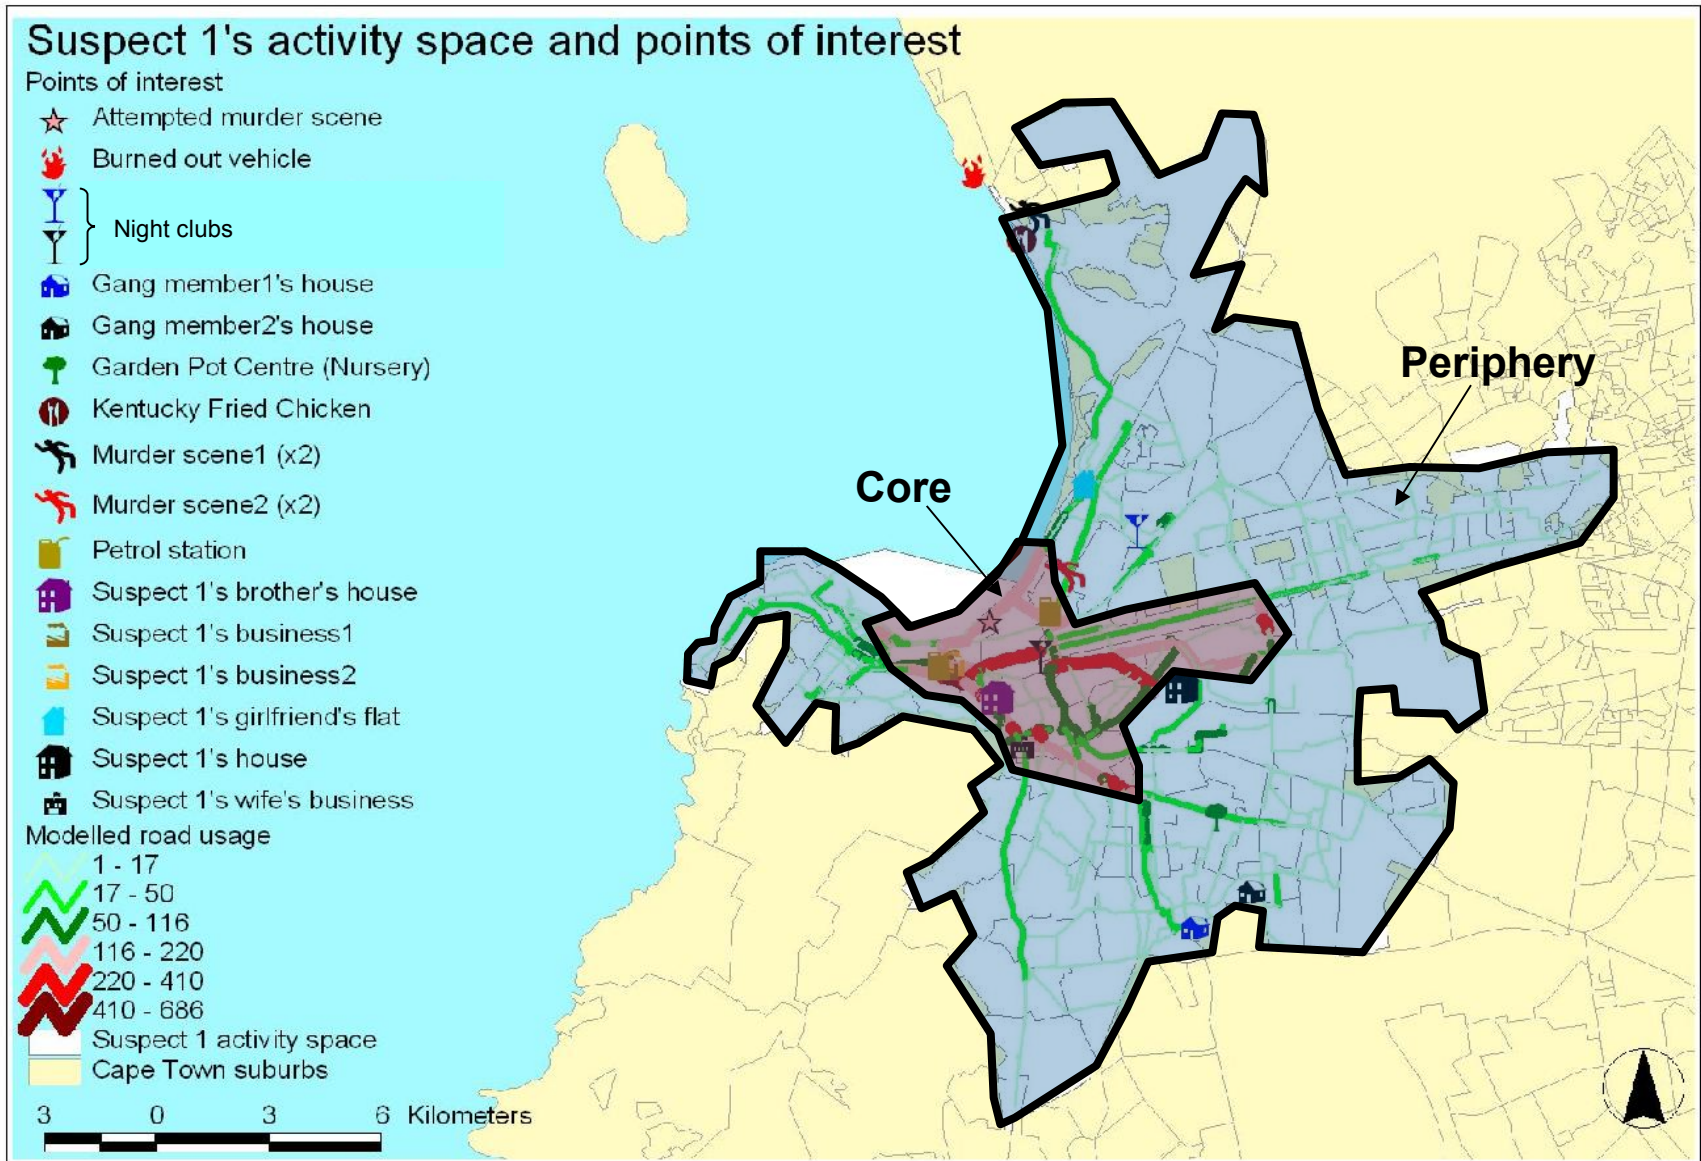 Suspect 1's activity space and points of interest
Points of interest
Attempted murder scene
Burned out vehicle
Night clubs
Gang member1's house
Gang member2's house
Garden Pot Centre (Nursery)
Kentucky Fried Chicken
Murder scene1 (x2)
Murder scene2 (x2)
Petrol station
Suspect 1's brother's house
Suspect 1's business1
Suspect 1's business2
Suspect 1's girlfriend's flat
Suspect 1's house
Suspect 1's wife's business
Modelled road usage
1 - 17
17 - 50
50 - 116
116 - 220
220 - 410
410 - 686
Suspect 1 activity space
Cape Town suburbs
3 0 3 6 Kilometers
Core
Periphery